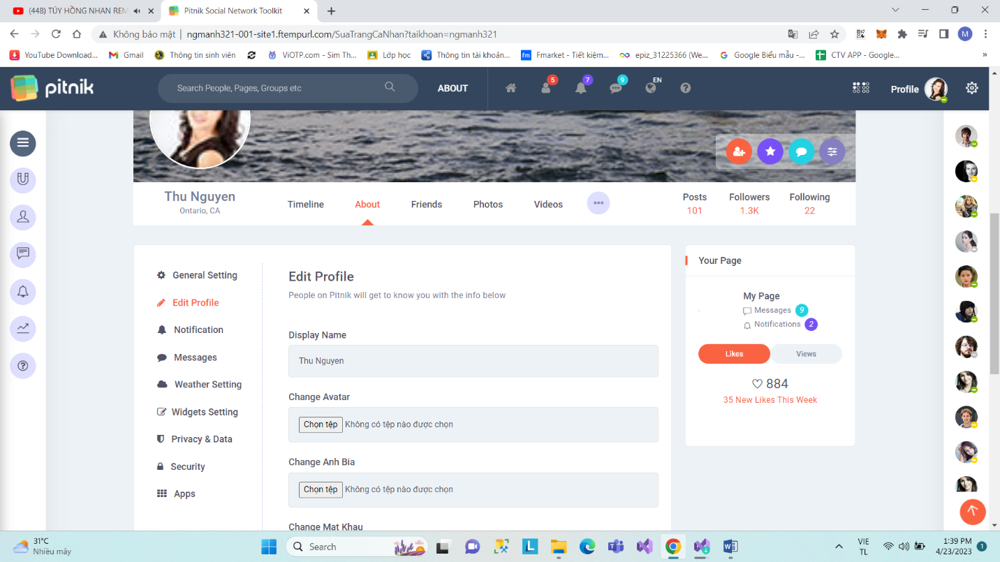 (448) TÚY HỒNG NHAN REM
Pitnik Social Network Toolkit
Không bảo mật | ngmanh321-001-site1.ftempurl.com/SuaTrangCaNhan?taikhoan=ngmanh321
M
YouTube Download...
Gmail
Thông tin sinh viên
ViOTP.com - Sim Th...
Lớp học
Thông tin tài khoản...
fm
Fmarket - Tiết kiệm...
epiz_31225366 (We...
Google Biểu mẫu -...
CTV APP - Google...
»
pitnik
Search People, Pages, Groups etc
ABOUT
5
7
9
EN
Profile
Thu Nguyen
Ontario, CA
Timeline
About
Friends
Photos
Videos
Posts
101
Followers
1.3K
Following
22
General Setting
Edit Profile
Notification
Messages
Weather Setting
Widgets Setting
Privacy & Data
Security
Apps
Edit Profile
People on Pitnik will get to know you with the info below
Display Name
Thu Nguyen
Change Avatar
Chọn tệp Không có tệp nào được chọn
Change Anh Bia
Chọn tệp Không có tệp nào được chọn
Change Mat Khau
Your Page
My Page
Messages 9
Notifications 2
Likes
Views
884
35 New Likes This Week
31°C
Nhiều mây
Search
L
VIE
TL
1:39 PM
4/23/2023
1